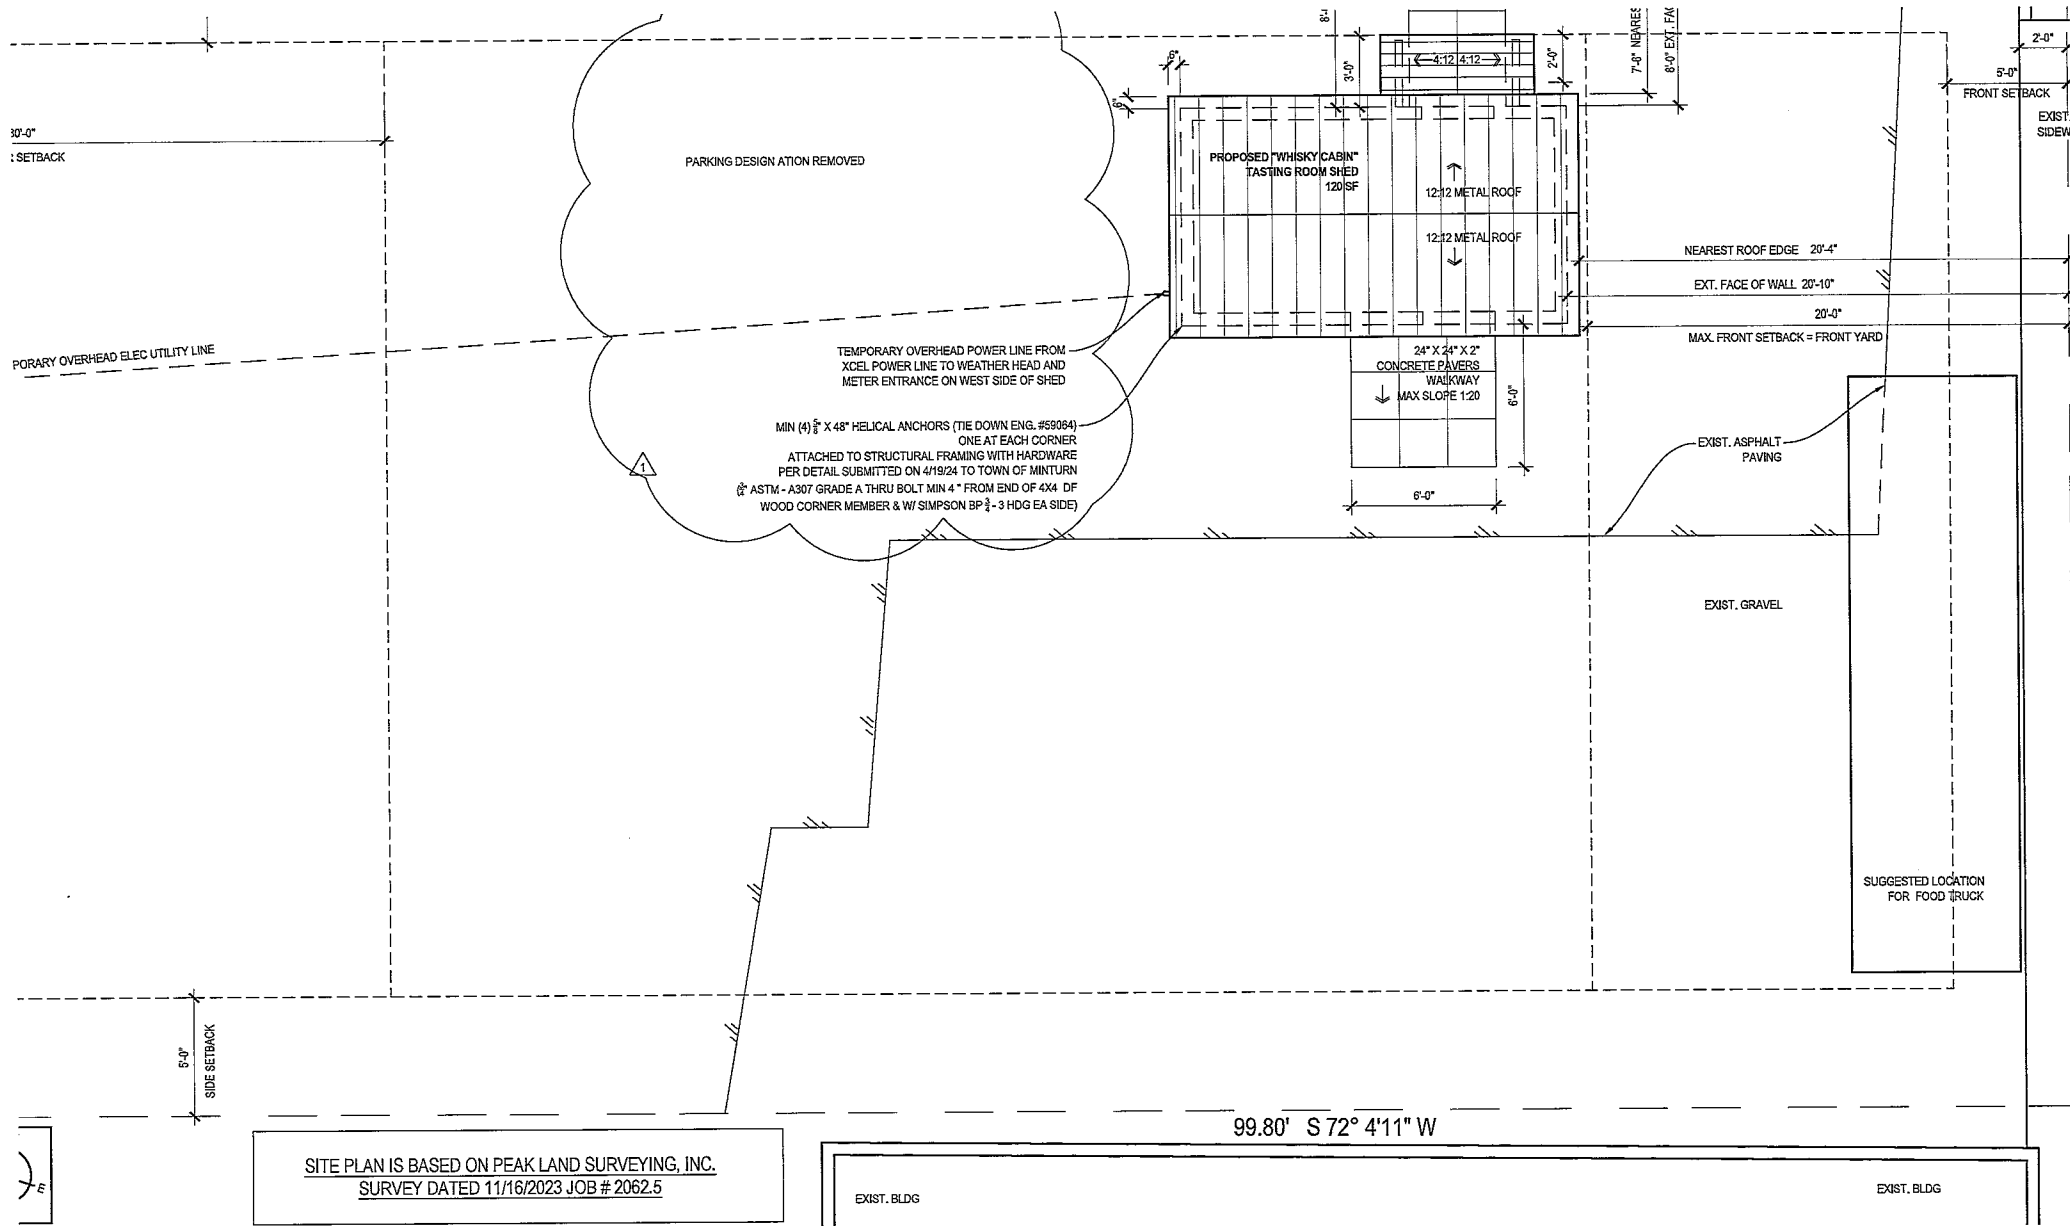 8'-
6"
3'-0"
4:12 4:12
2'-0"
7'-6" NEARES
8'-0" EXT. FA
2'-0"
5'-0"
FRONT SETBACK
EXIST.
SIDEW
30'-0"
SETBACK
PARKING DESIGN ATION REMOVED
6"
PROPOSED "WHISKY CABIN"
TASTING ROOM SHED
120 SF
12:12 METAL ROOF
12:12 METAL ROOF
NEAREST ROOF EDGE 20'-4"
EXT. FACE OF WALL 20'-10"
20'-0"
MAX. FRONT SETBACK = FRONT YARD
PORARY OVERHEAD ELEC UTILITY LINE
TEMPORARY OVERHEAD POWER LINE FROM
XCEL POWER LINE TO WEATHER HEAD AND
METER ENTRANCE ON WEST SIDE OF SHED
24" X 24" X 2"
CONCRETE PAVERS
WALKWAY
MAX SLOPE 1:20
6'-0"
MIN (4) 5/8" X 48" HELICAL ANCHORS (TIE DOWN ENG. #59064)
ONE AT EACH CORNER
ATTACHED TO STRUCTURAL FRAMING WITH HARDWARE
PER DETAIL SUBMITTED ON 4/19/24 TO TOWN OF MINTURN
(3/4" ASTM - A307 GRADE A THRU BOLT MIN 4 " FROM END OF 4X4 DF
WOOD CORNER MEMBER & W/ SIMPSON BP 3/4 - 3 HDG EA SIDE)
1
6'-0"
EXIST. ASPHALT
PAVING
EXIST. GRAVEL
SUGGESTED LOCATION
FOR FOOD TRUCK
5'-0"
SIDE SETBACK
99.80' S 72° 4'11" W
E
SITE PLAN IS BASED ON PEAK LAND SURVEYING, INC.
SURVEY DATED 11/16/2023 JOB # 2062.5
EXIST. BLDG
EXIST. BLDG